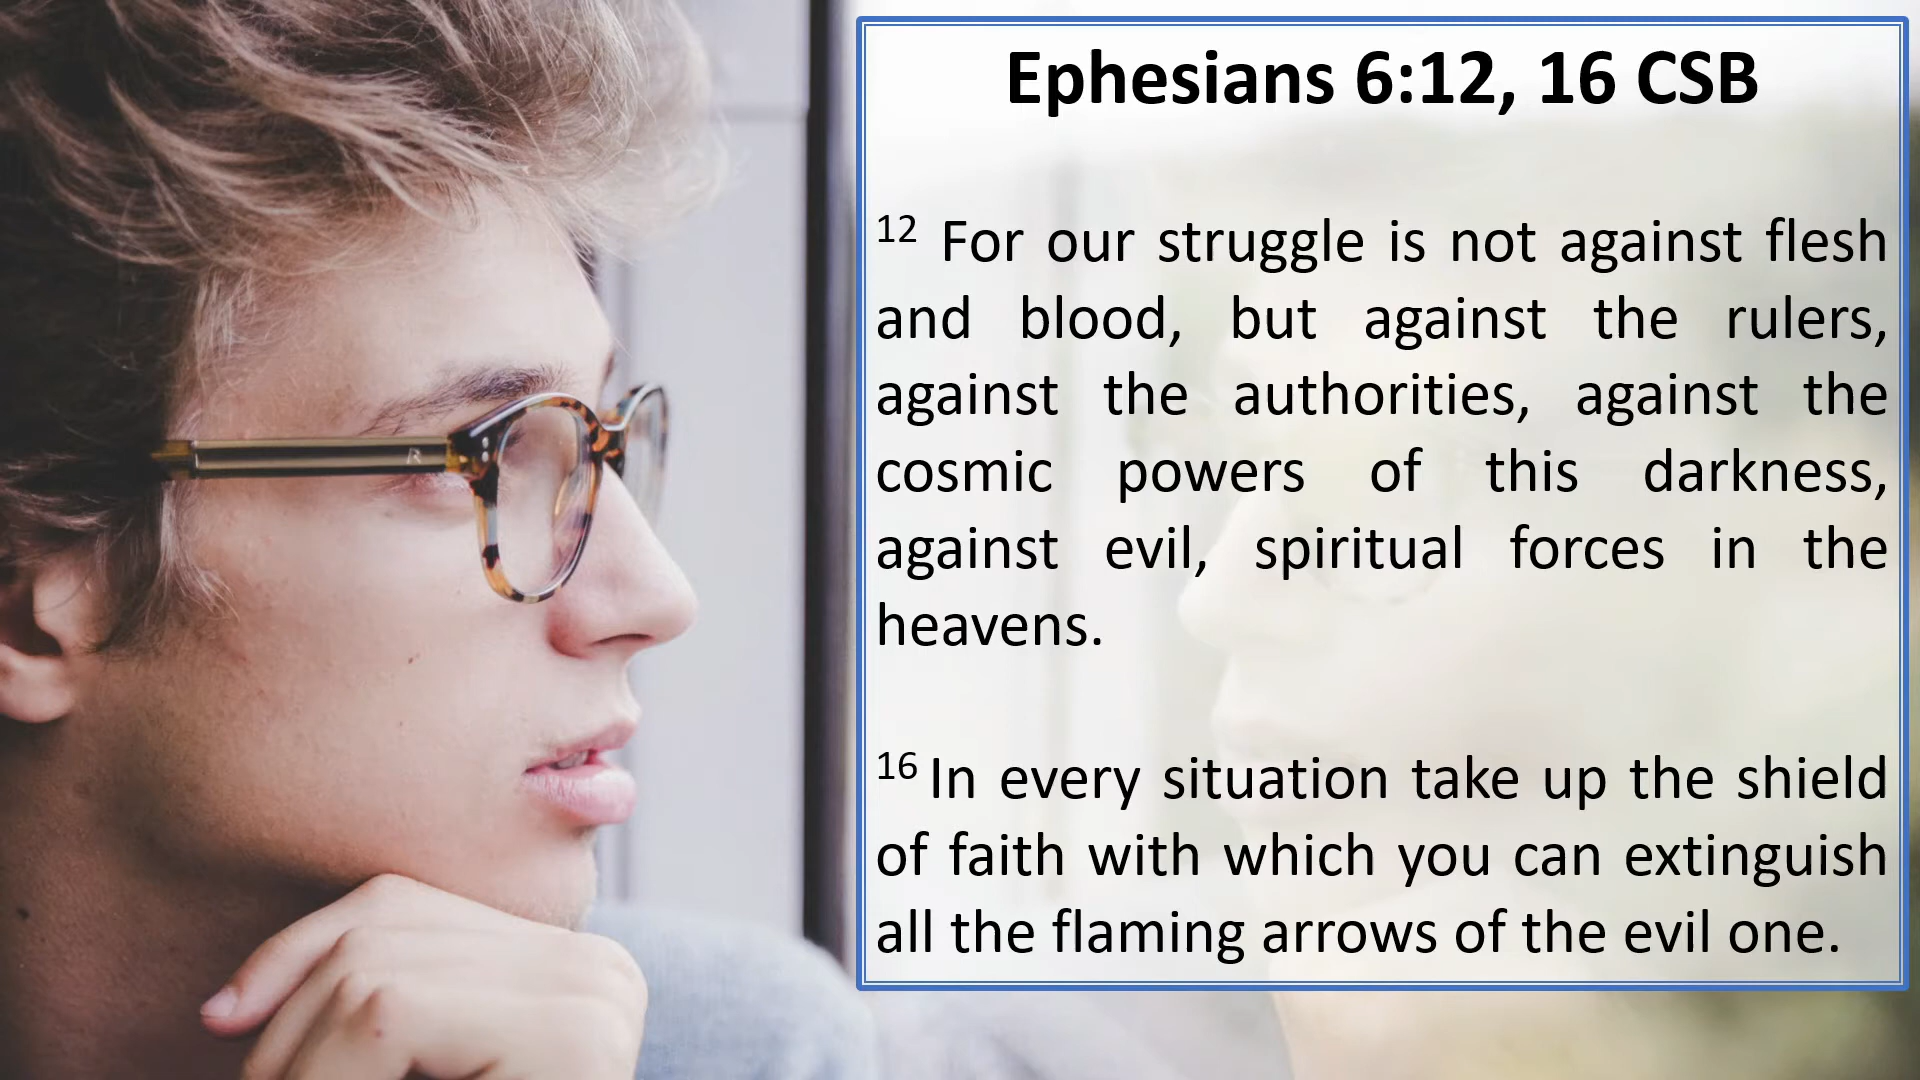 Ephesians 6:12, 16 CSB
12 For our struggle is not against flesh
and blood, but against the rulers,
against the authorities, against the
cosmic powers of this darkness,
against evil, spiritual forces in the
heavens.
16 In every situation take up the shield
of faith with which you can extinguish
all the flaming arrows of the evil one.